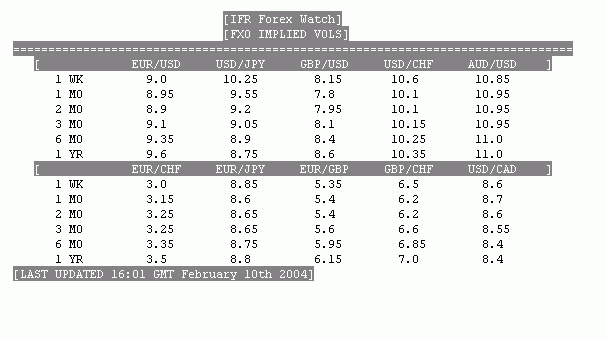 [IFR Forex Watch]
[FXO IMPLIED VOLS]
================================================================================
[ EUR/USD USD/JPY GBP/USD USD/CHF AUD/USD ]
1 WK 9.0 10.25 8.15 10.6 10.85
1 MO 8.95 9.55 7.8 10.1 10.95
2 MO 8.9 9.2 7.95 10.1 10.95
3 MO 9.1 9.05 8.1 10.15 10.95
6 MO 9.35 8.9 8.4 10.25 11.0
1 YR 9.6 8.75 8.6 10.35 11.0
[ EUR/CHF EUR/JPY EUR/GBP GBP/CHF USD/CAD ]
1 WK 3.0 8.85 5.35 6.5 8.6
1 MO 3.15 8.6 5.4 6.2 8.7
2 MO 3.25 8.65 5.4 6.2 8.6
3 MO 3.25 8.65 5.6 6.6 8.55
6 MO 3.35 8.75 5.95 6.85 8.4
1 YR 3.5 8.8 6.15 7.0 8.4
[LAST UPDATED 16:01 GMT February 10th 2004]